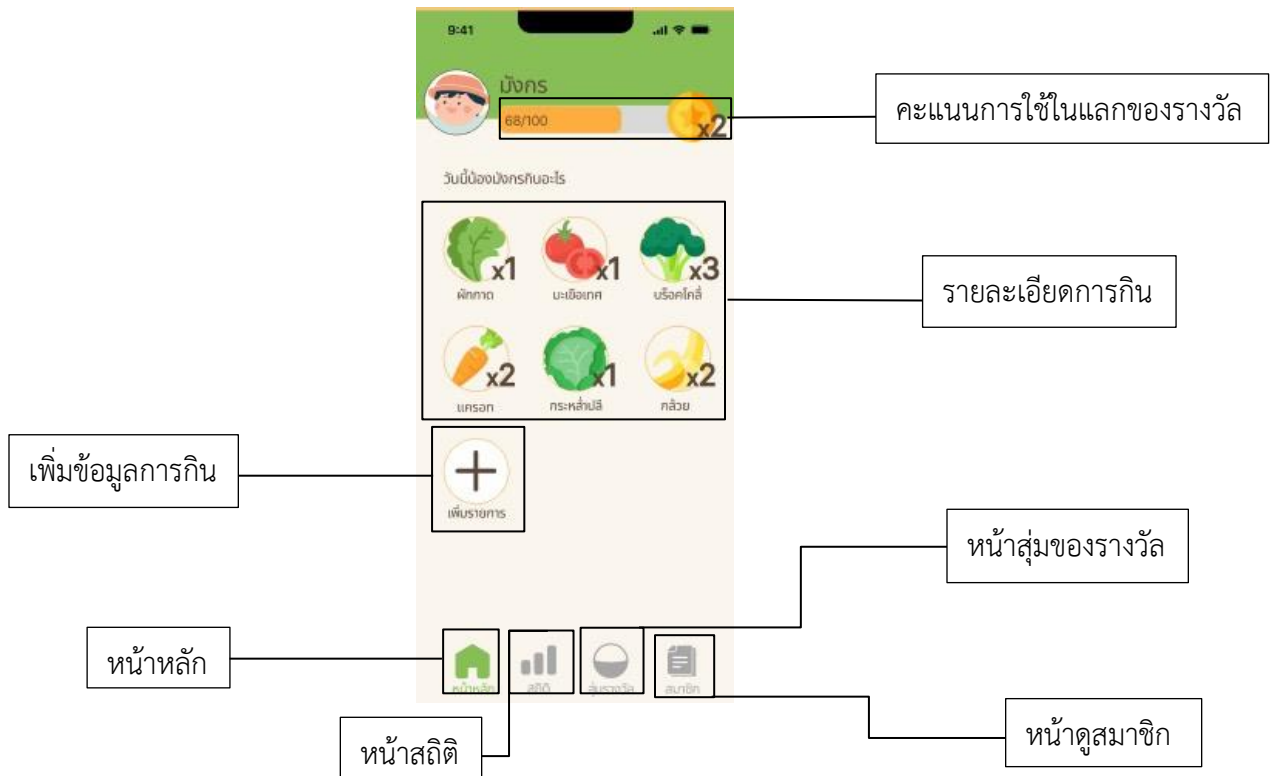 9:41
มังกร
68/100
x2
คะแนนการใช้ในแลกของรางวัล
วันนี้น้องมังกรกินอะไร
x1
x1
x3
ผักกาด
มะเขือเทศ
บร็อคโคลี่
รายละเอียดการกิน
x2
x1
x2
แครอท
กระหล่ำปลี
กล้วย
เพิ่มข้อมูลการกิน
เพิ่มรายการ
หน้าสุ่มของรางวัล
หน้าหลัก
หน้าหลัก
สถิติ
สุ่มรางวัล
สมาชิก
หน้าสถิติ
หน้าดูสมาชิก